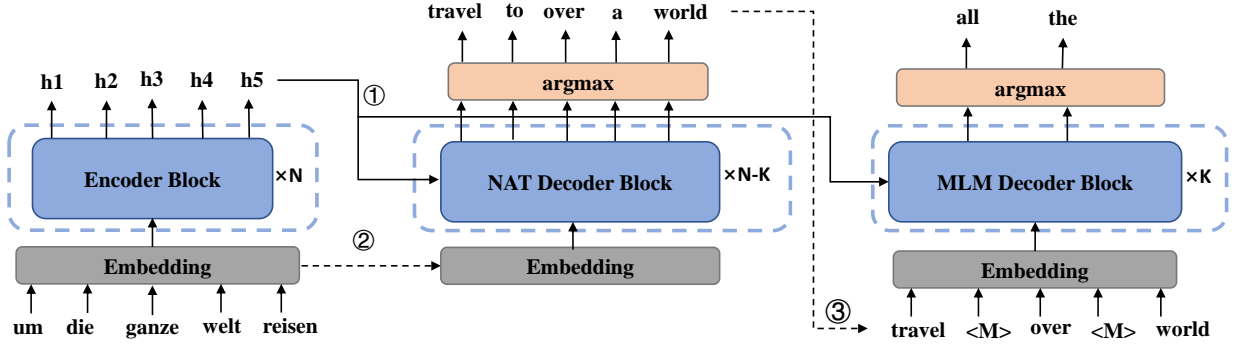 travel to over a world
all the
argmax
argmax
h1 h2 h3 h4 h5
①
Encoder Block ×N
NAT Decoder Block ×N-K
MLM Decoder Block ×K
②
Embedding
Embedding
Embedding
③
um die ganze welt reisen
travel <M> over <M> world